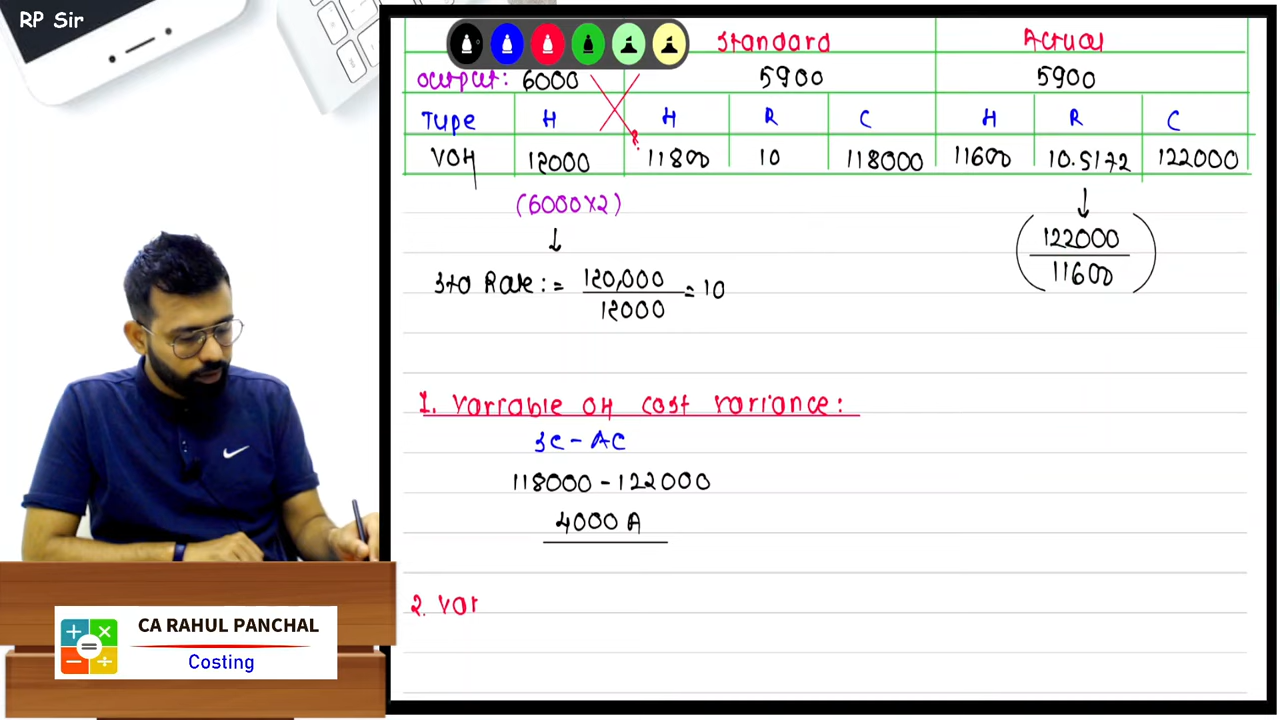 RP Sir
Standard Actual
output: 6000 5900 5900
Type H H R C H R C
VOH 12000 11800 10 118000 11600 10.5172 122000
?
(6000x2)
↓ ↓
122000
11600
Std Rate: = 120,000 = 10
12000
1. Variable OH cost variance:
SC - AC
118000 - 122000
4000 A
2. Var
CA RAHUL PANCHAL
Costing